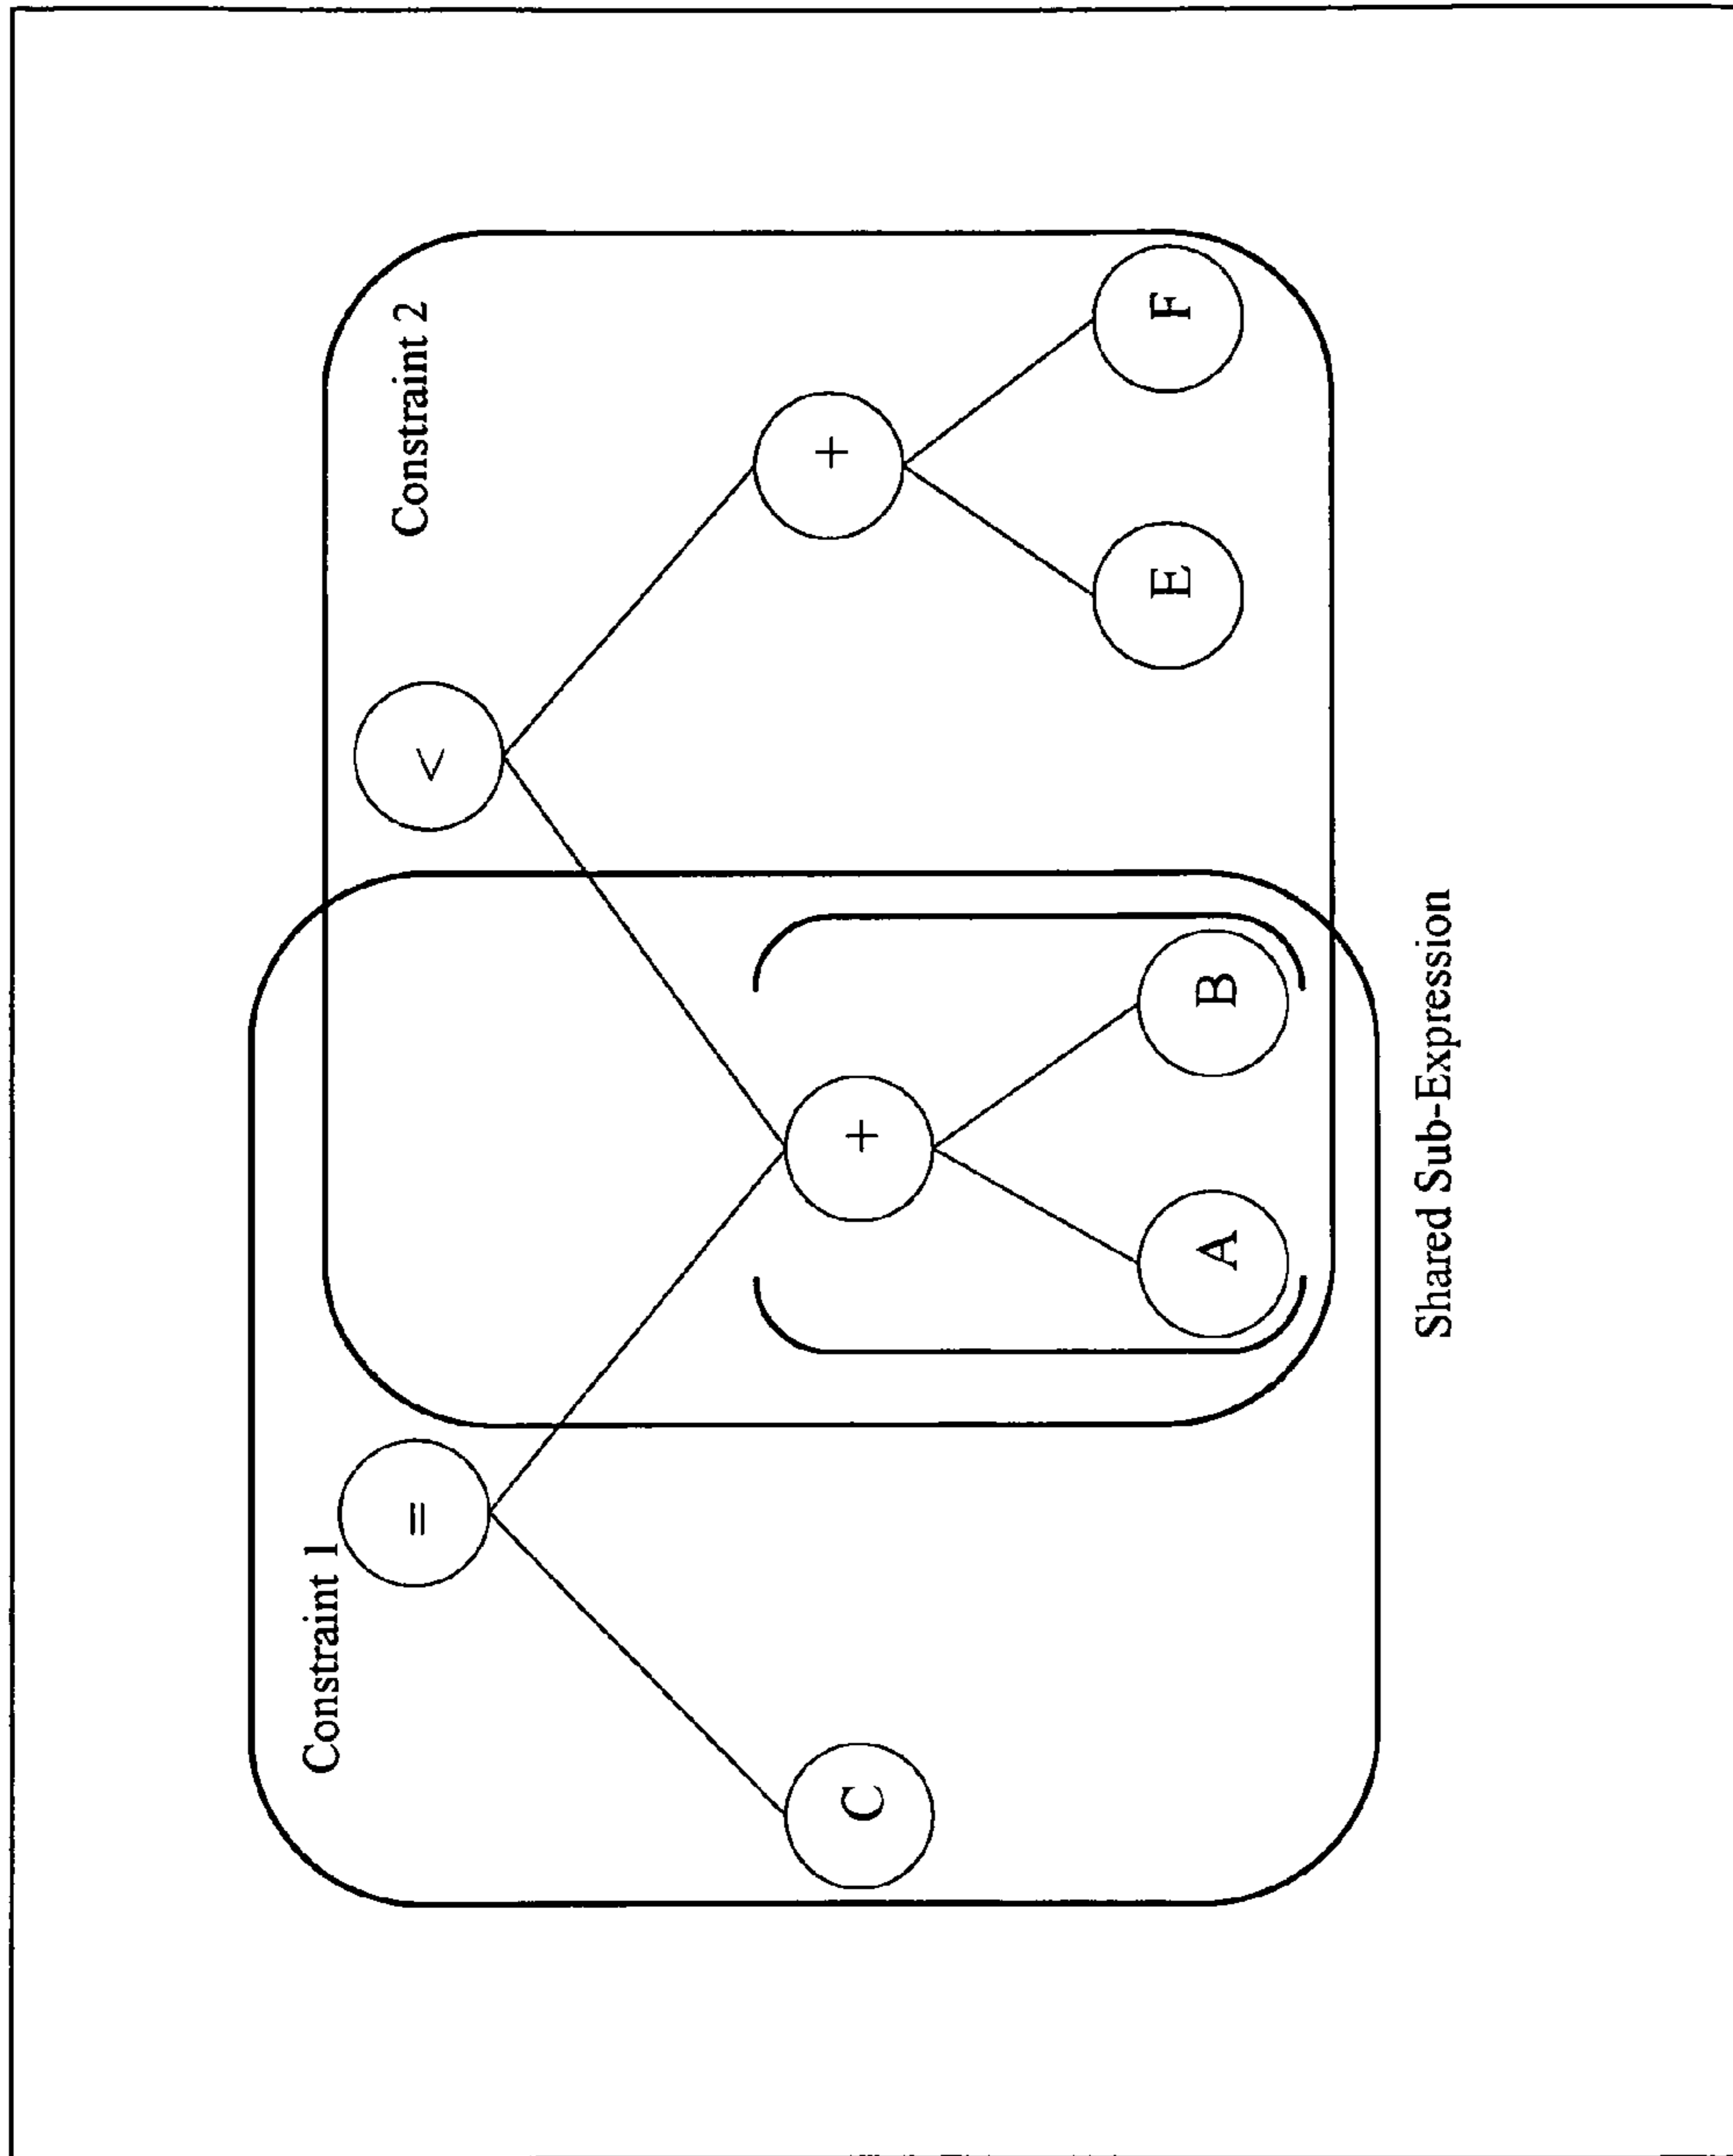 Constraint 1
Constraint 2
=
<
C
+
+
A
B
E
F
Shared Sub-Expression